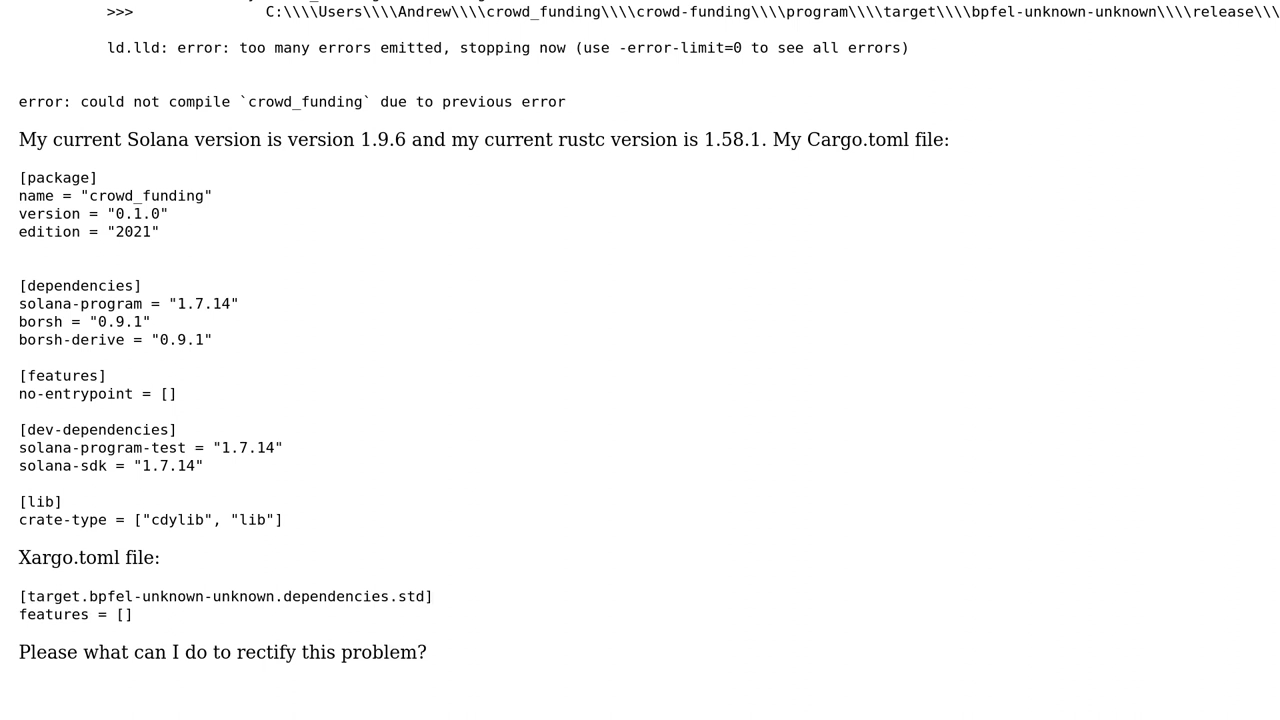 >>> C:\\\\Users\\\\Andrew\\\\crowd_funding\\\\crowd-funding\\\\program\\\\target\\\\bpfel-unknown-unknown\\\\release\\\
ld.lld: error: too many errors emitted, stopping now (use -error-limit=0 to see all errors)
error: could not compile `crowd_funding` due to previous error
My current Solana version is version 1.9.6 and my current rustc version is 1.58.1. My Cargo.toml file:
[package]
name = "crowd_funding"
version = "0.1.0"
edition = "2021"
[dependencies]
solana-program = "1.7.14"
borsh = "0.9.1"
borsh-derive = "0.9.1"
[features]
no-entrypoint = []
[dev-dependencies]
solana-program-test = "1.7.14"
solana-sdk = "1.7.14"
[lib]
crate-type = ["cdylib", "lib"]
Xargo.toml file:
[target.bpfel-unknown-unknown.dependencies.std]
features = []
Please what can I do to rectify this problem?